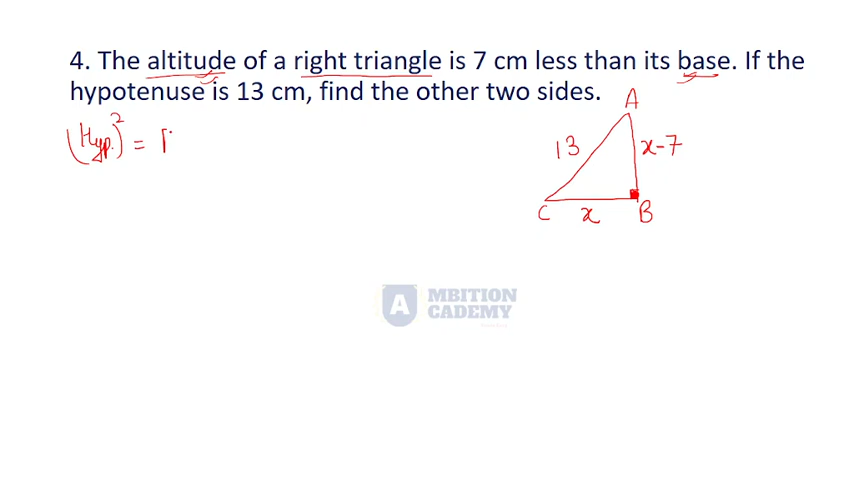 4. The altitude of a right triangle is 7 cm less than its base. If the
hypotenuse is 13 cm, find the other two sides.
A
(Hyp.)² =
13
x-7
C
x
B
A
MBITION
CADEMY